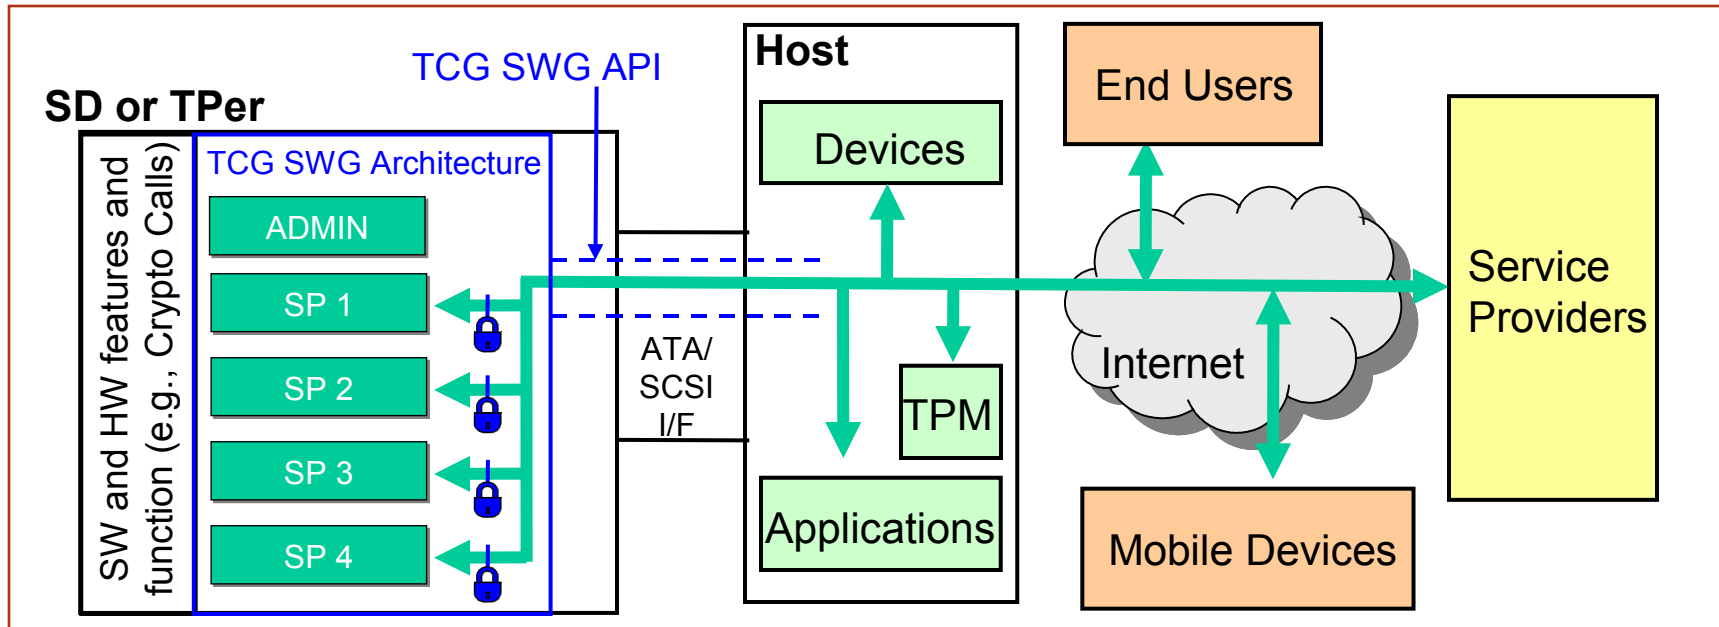 SD or TPer
SW and HW features and
function (e.g., Crypto Calls)
TCG SWG Architecture
ADMIN
SP 1
SP 2
SP 3
SP 4
TCG SWG API
ATA/
SCSI
I/F
Host
Devices
TPM
Applications
End Users
Internet
Mobile Devices
Service
Providers